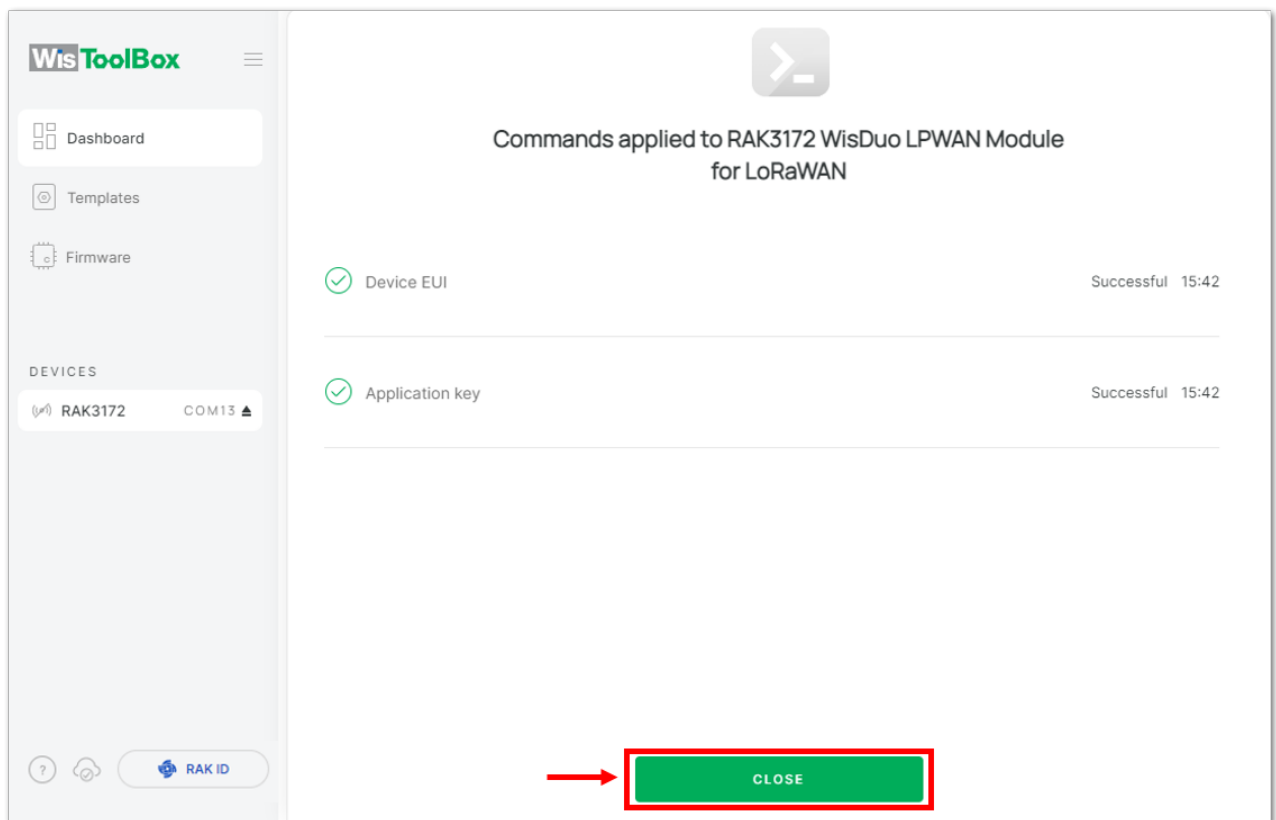 WisToolBox
Dashboard
Templates
Firmware
DEVICES
RAK3172 COM13
? RAK ID
Commands applied to RAK3172 WisDuo LPWAN Module
for LoRaWAN
Device EUI Successful 15:42
Application key Successful 15:42
CLOSE